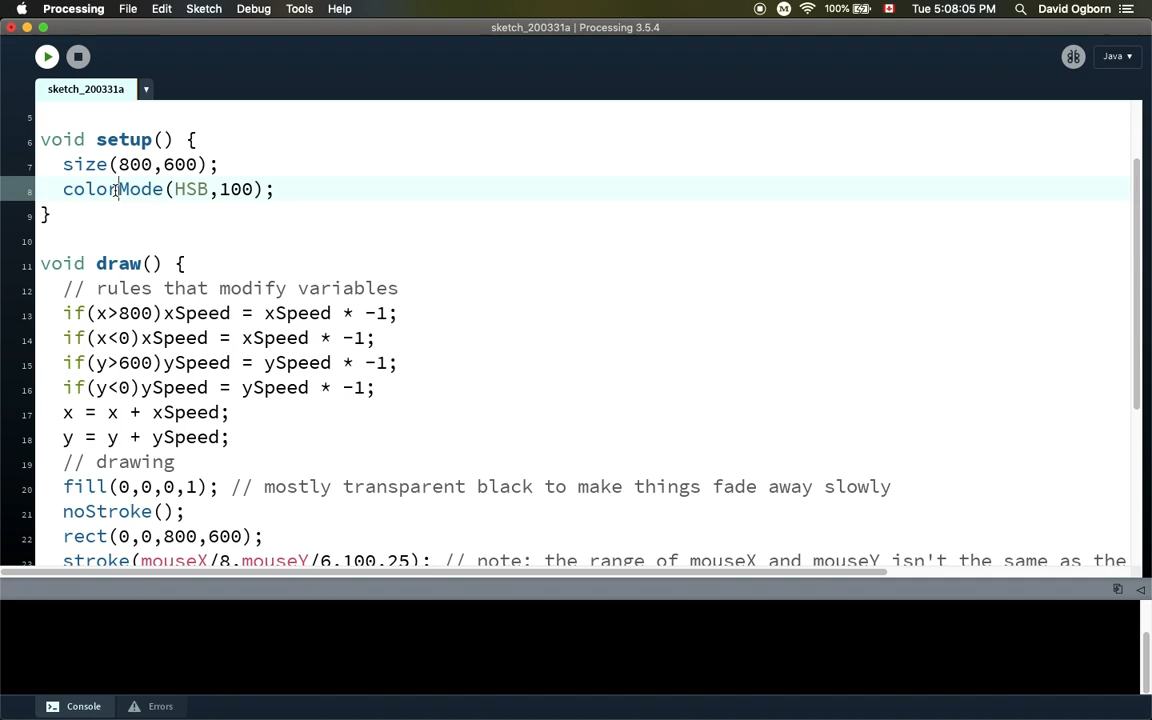 Processing File Edit Sketch Debug Tools Help 100% Tue 5:08:05 PM David Ogborn
sketch_200331a | Processing 3.5.4
Java ▾
sketch_200331a ▾
5
6 void setup() {
7 size(800,600);
8 colorMode(HSB,100);
9 }
10
11 void draw() {
12 // rules that modify variables
13 if(x>800)xSpeed = xSpeed * -1;
14 if(x<0)xSpeed = xSpeed * -1;
15 if(y>600)ySpeed = ySpeed * -1;
16 if(y<0)ySpeed = ySpeed * -1;
17 x = x + xSpeed;
18 y = y + ySpeed;
19 // drawing
20 fill(0,0,0,1); // mostly transparent black to make things fade away slowly
21 noStroke();
22 rect(0,0,800,600);
23 stroke(mouseX/8,mouseY/6,100,25); // note: the range of mouseX and mouseY isn't the same as the
Console Errors